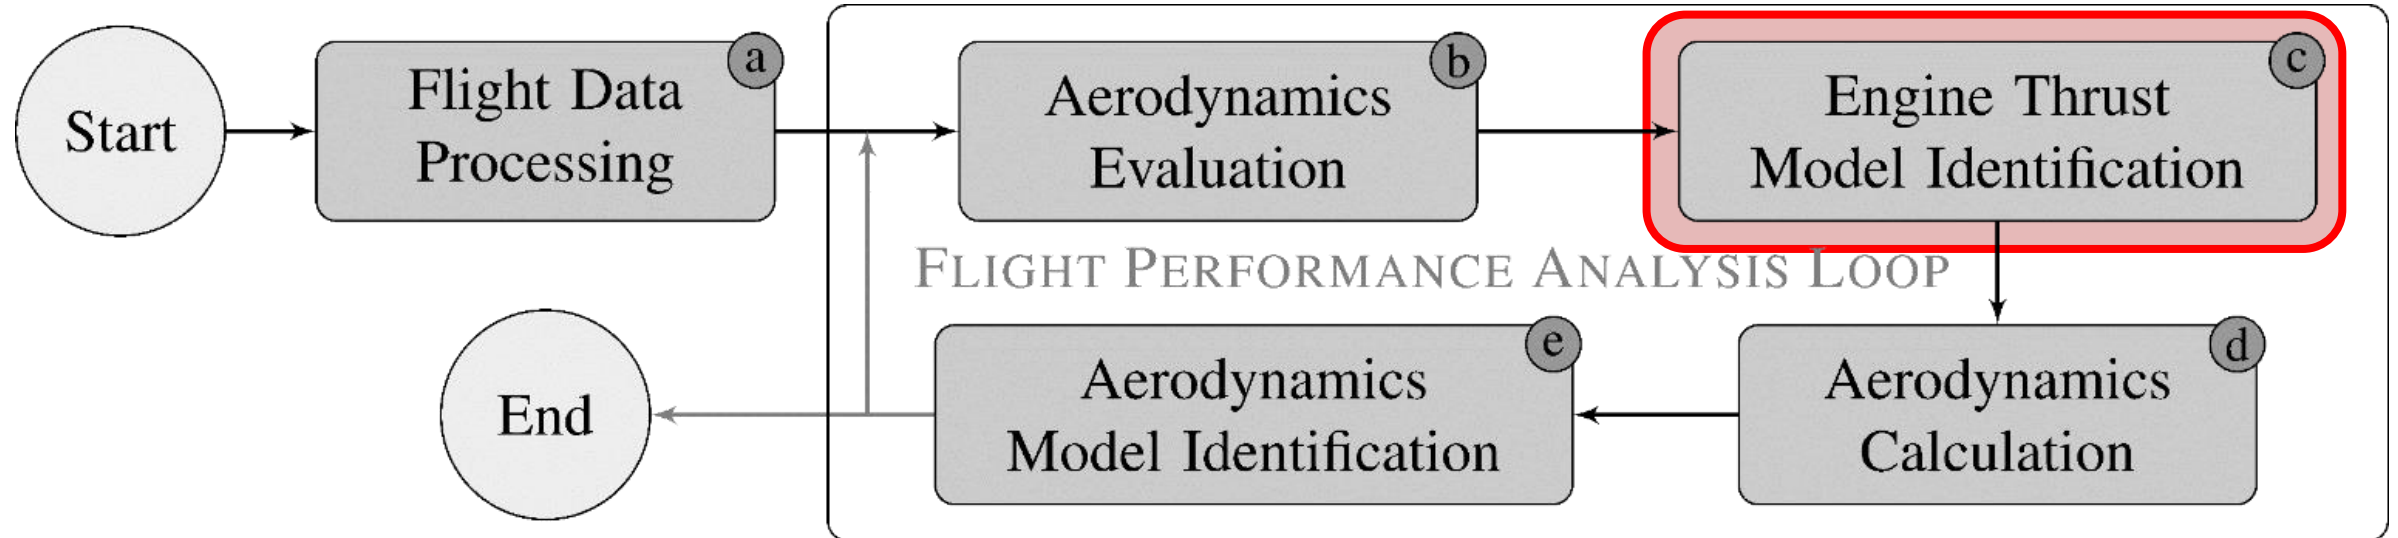 Start
Flight Data
Processing
a
Aerodynamics
Evaluation
b
Engine Thrust
Model Identification
c
FLIGHT PERFORMANCE ANALYSIS LOOP
End
Aerodynamics
Model Identification
e
Aerodynamics
Calculation
d